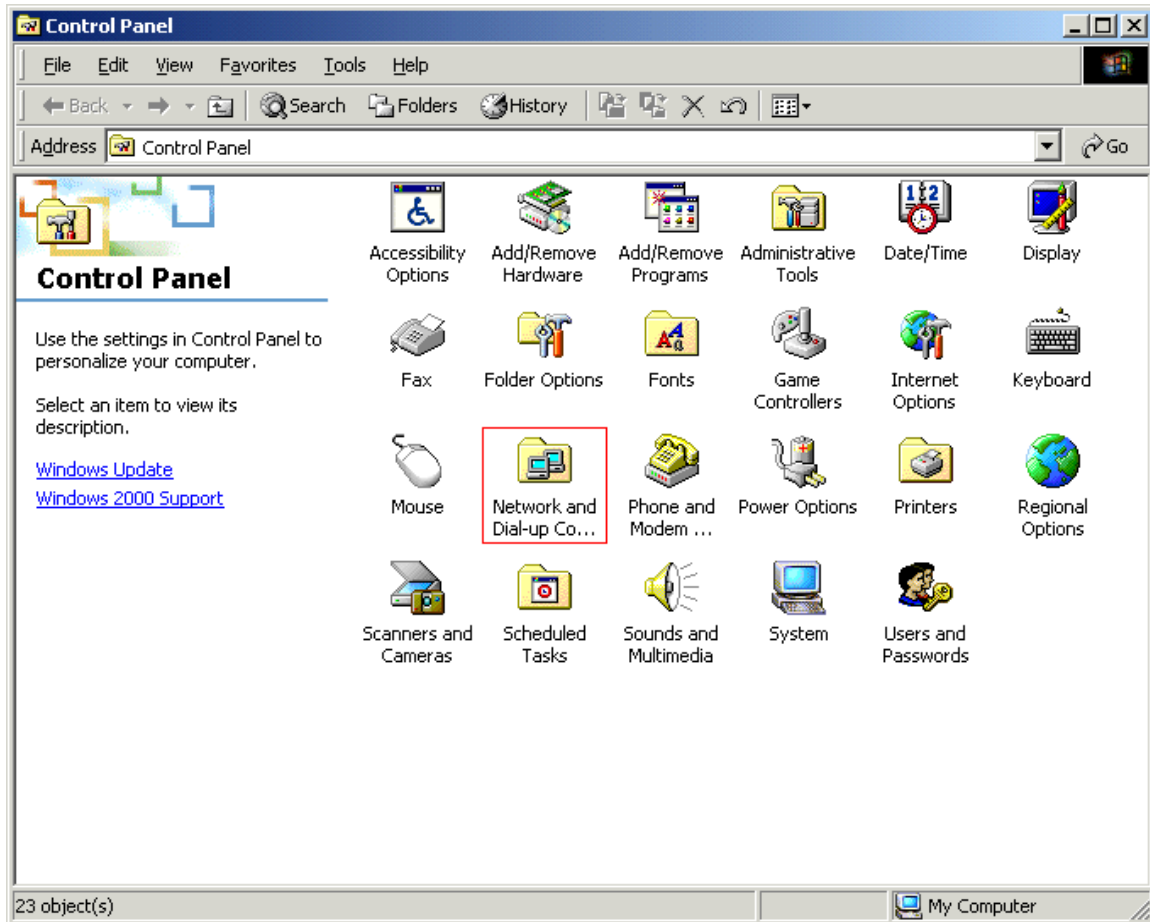 Control Panel
File Edit View Favorites Tools Help
Back Search Folders History
Address Control Panel Go
Control Panel
Use the settings in Control Panel to
personalize your computer.
Select an item to view its
description.
Windows Update
Windows 2000 Support
Accessibility
Options
Add/Remove
Hardware
Add/Remove
Programs
Administrative
Tools
Date/Time
Display
Fax
Folder Options
Fonts
Game
Controllers
Internet
Options
Keyboard
Mouse
Network and
Dial-up Co...
Phone and
Modem ...
Power Options
Printers
Regional
Options
Scanners and
Cameras
Scheduled
Tasks
Sounds and
Multimedia
System
Users and
Passwords
23 object(s)
My Computer